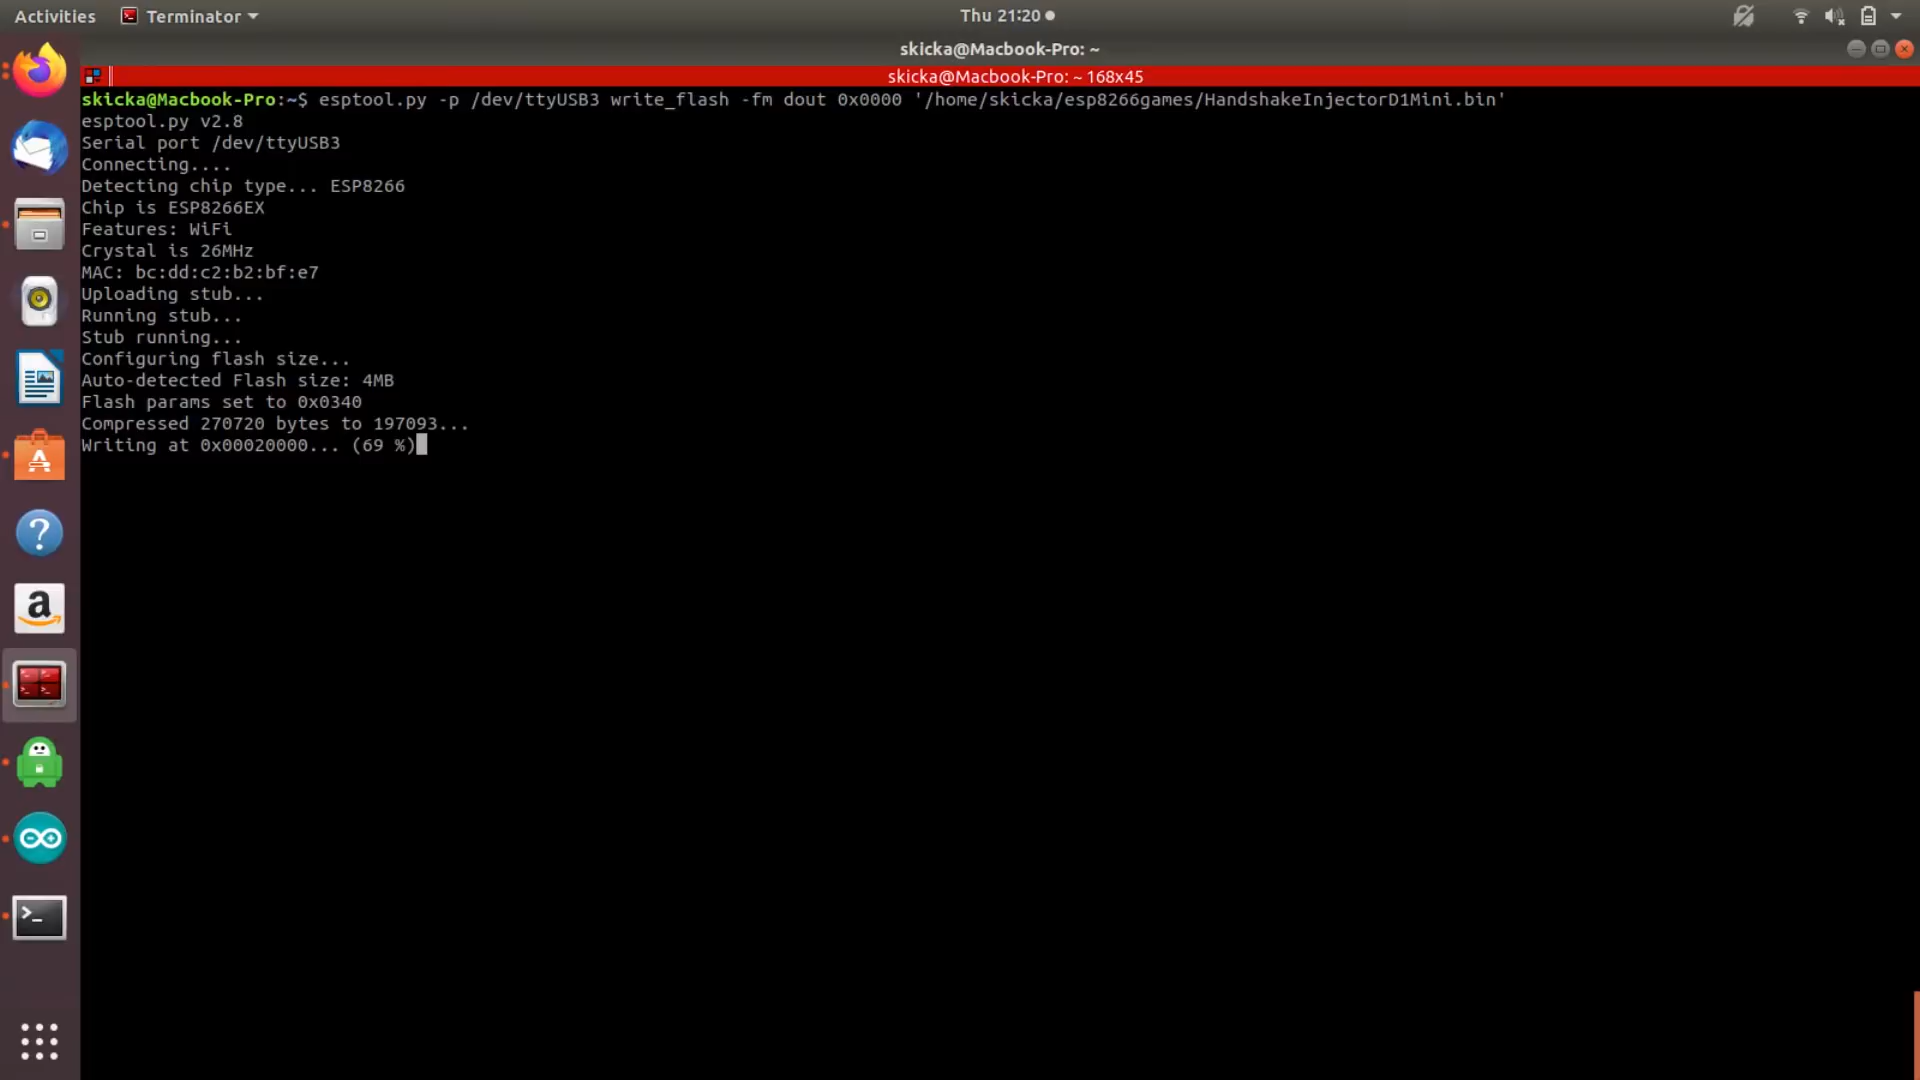 Activities Terminator Thu 21:20
skicka@Macbook-Pro: ~
skicka@Macbook-Pro: ~ 168x45
skicka@Macbook-Pro:~$ esptool.py -p /dev/ttyUSB3 write_flash -fm dout 0x0000 '/home/skicka/esp8266games/HandshakeInjectorD1Mini.bin'
esptool.py v2.8
Serial port /dev/ttyUSB3
Connecting....
Detecting chip type... ESP8266
Chip is ESP8266EX
Features: WiFi
Crystal is 26MHz
MAC: bc:dd:c2:b2:bf:e7
Uploading stub...
Running stub...
Stub running...
Configuring flash size...
Auto-detected Flash size: 4MB
Flash params set to 0x0340
Compressed 270720 bytes to 197093...
Writing at 0x00020000... (69 %)